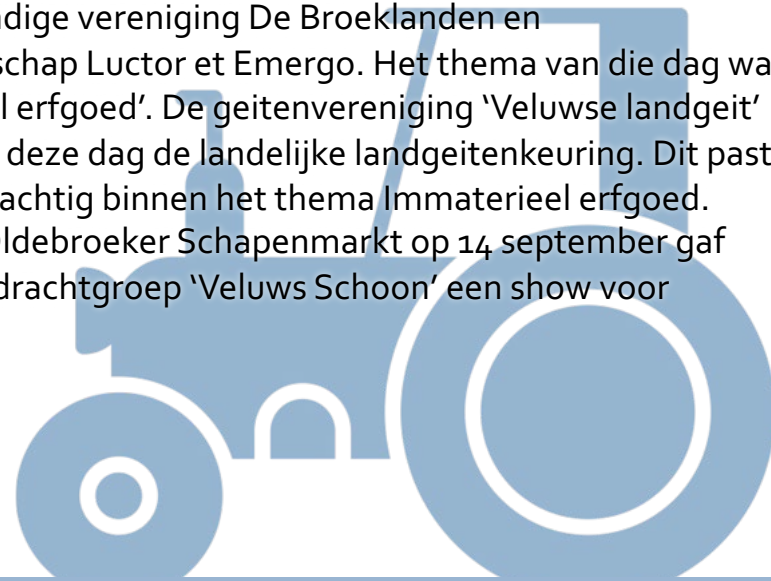 dige vereniging De Broeklanden en
schap Luctor et Emergo. Het thema van die dag wa
l erfgoed’. De geitenvereniging ‘Veluwse landgeit’
deze dag de landelijke landgeitenkeuring. Dit past
achtig binnen het thema Immaterieel erfgoed.
ldebroeker Schapenmarkt op 14 september gaf
drachtgroep ‘Veluws Schoon’ een show voor